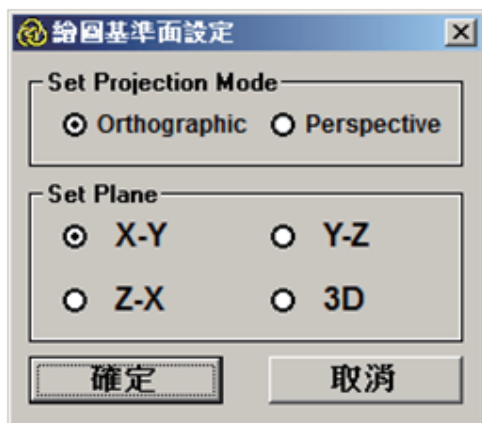 繪圖基準面設定
Set Projection Mode
Orthographic Perspective
Set Plane
X-Y Y-Z
Z-X 3D
確定 取消